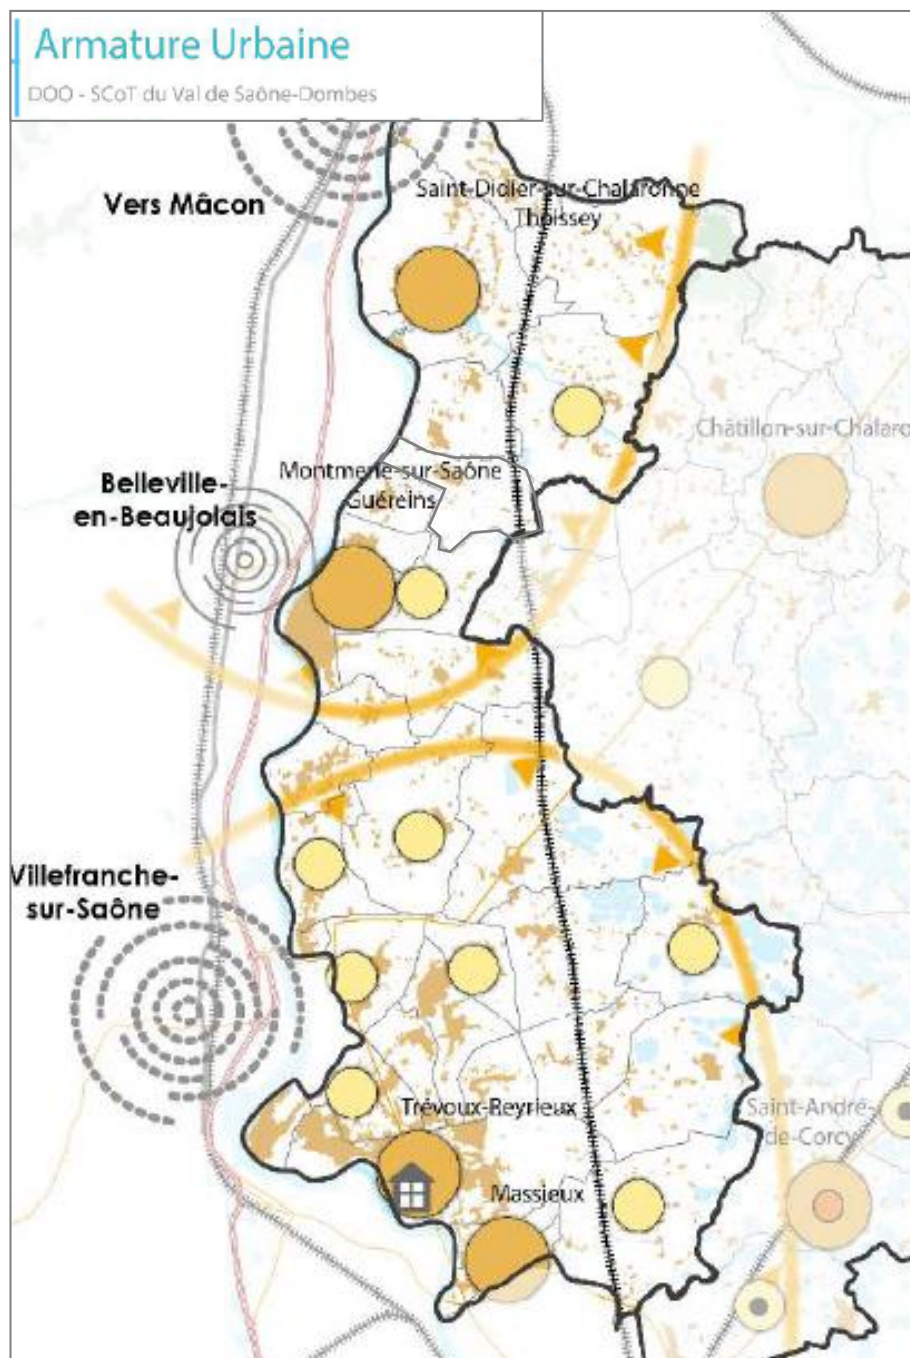 Armature Urbaine
DOO - SCoT du Val de Saône-Dombes
Vers Mâcon
Saint-Didier-sur-Chalaronne
Thoissey
Châtillon-sur-Chalaro
Montmerle-sur-Saône
Guéreins
Belleville-
en-Beaujolais
Villefranche-
sur-Saône
Trévoux-Reyrieux
Saint-André-
de-Corcy
Massieux